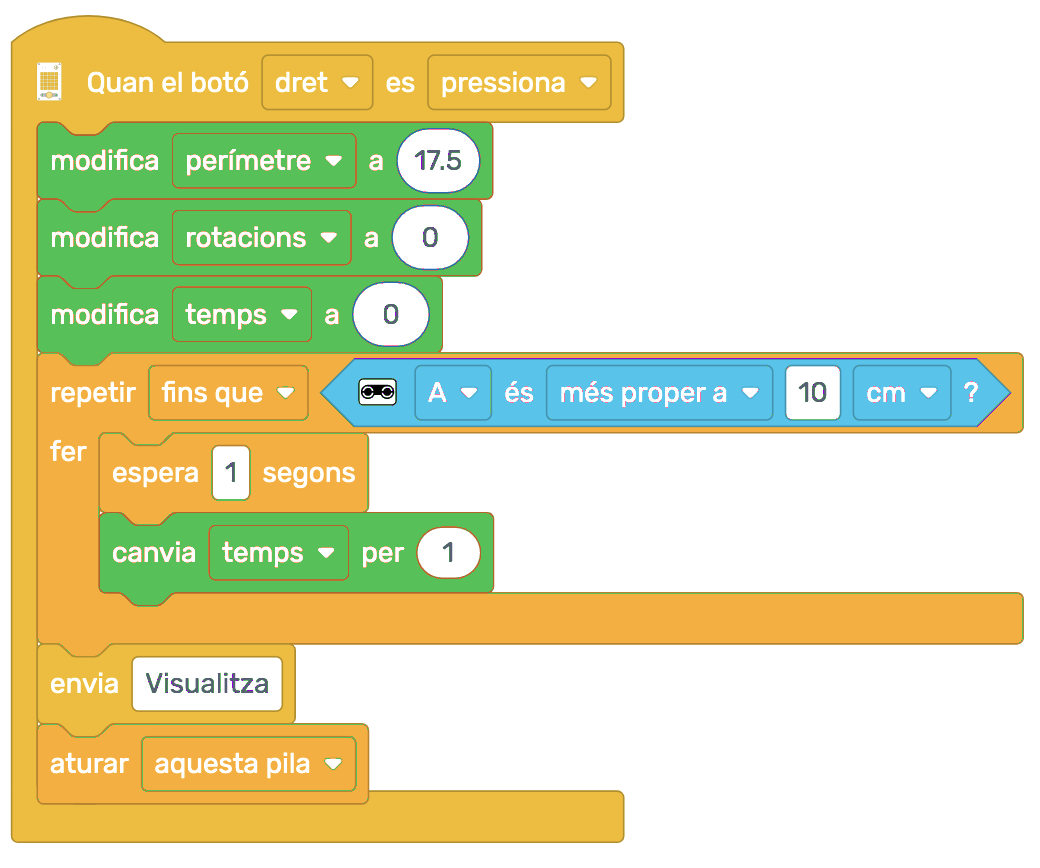 Quan el botó dret es pressiona
modifica perímetre a 17.5
modifica rotacions a 0
modifica temps a 0
repetir fins que A és més proper a 10 cm ?
fer
espera 1 segons
canvia temps per 1
envia Visualitza
aturar aquesta pila